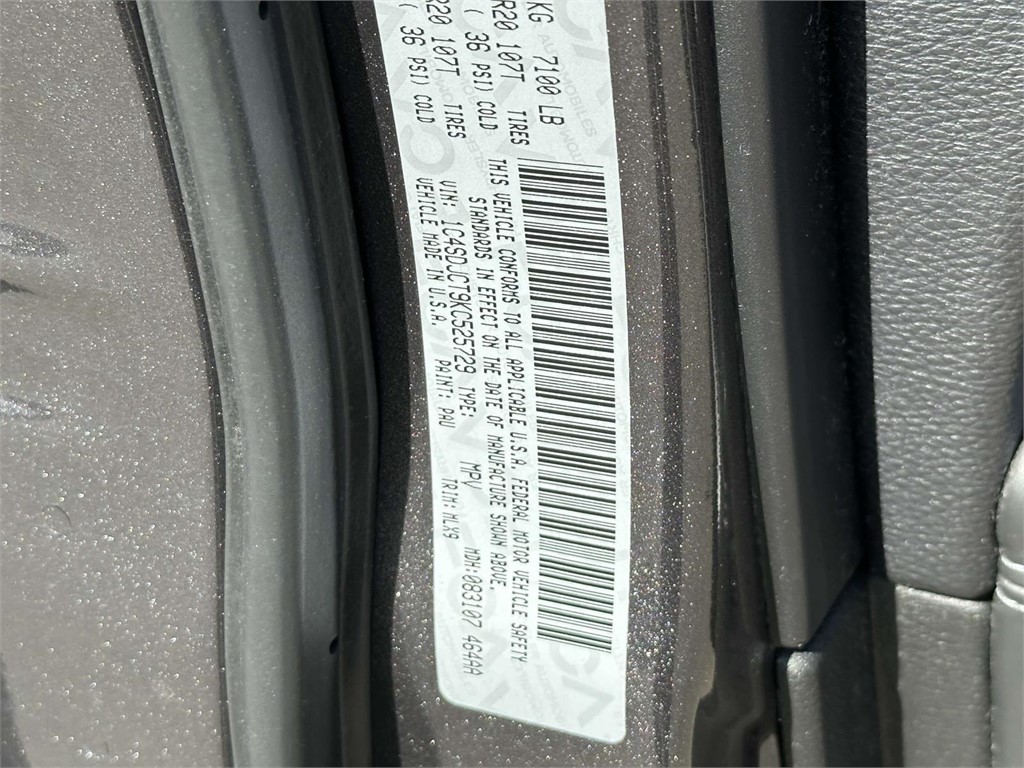 KG 7100 LB
R20 107T TIRES
( 36 PSI) COLD
R20 107T TIRES
( 36 PSI) COLD
THIS VEHICLE CONFORMS TO ALL APPLICABLE U.S.A. FEDERAL MOTOR VEHICLE SAFETY
STANDARDS IN EFFECT ON THE DATE OF MANUFACTURE SHOWN ABOVE.
VIN: 1C4SDJCT9KC525729 TYPE: MPV MDH: 083107 464AA
VEHICLE MADE IN U.S.A. PAINT: PAU TRIM: WLX9